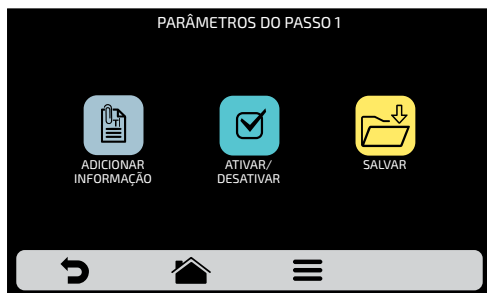 PARÂMETROS DO PASSO 1
ADICIONAR
INFORMAÇÃO
ATIVAR/
DESATIVAR
SALVAR